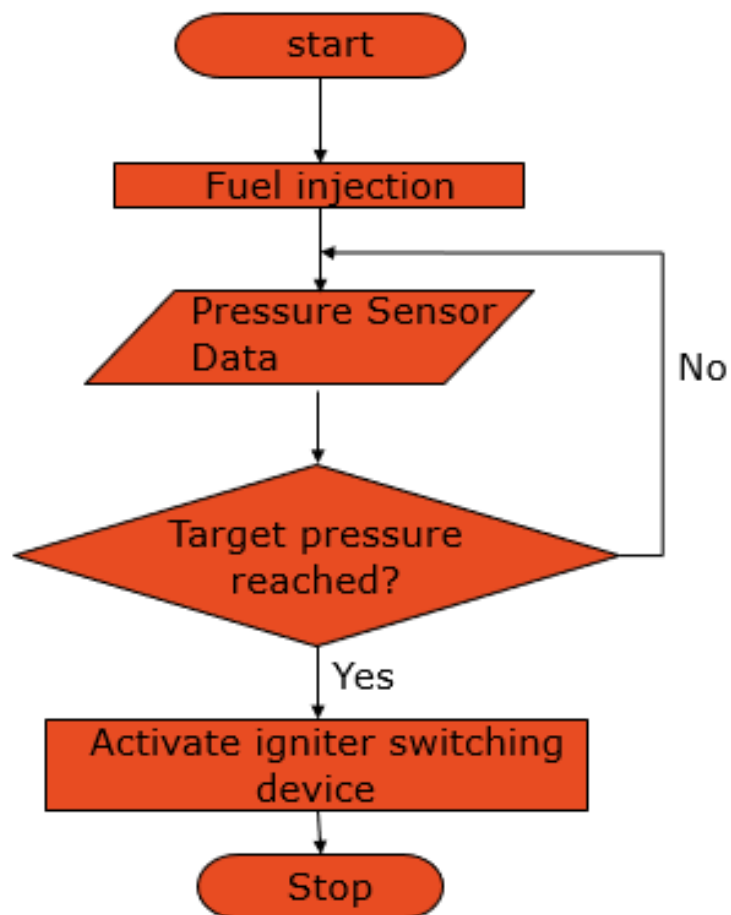 start
Fuel injection
Pressure Sensor
Data
No
Target pressure
reached?
Yes
Activate igniter switching
device
Stop